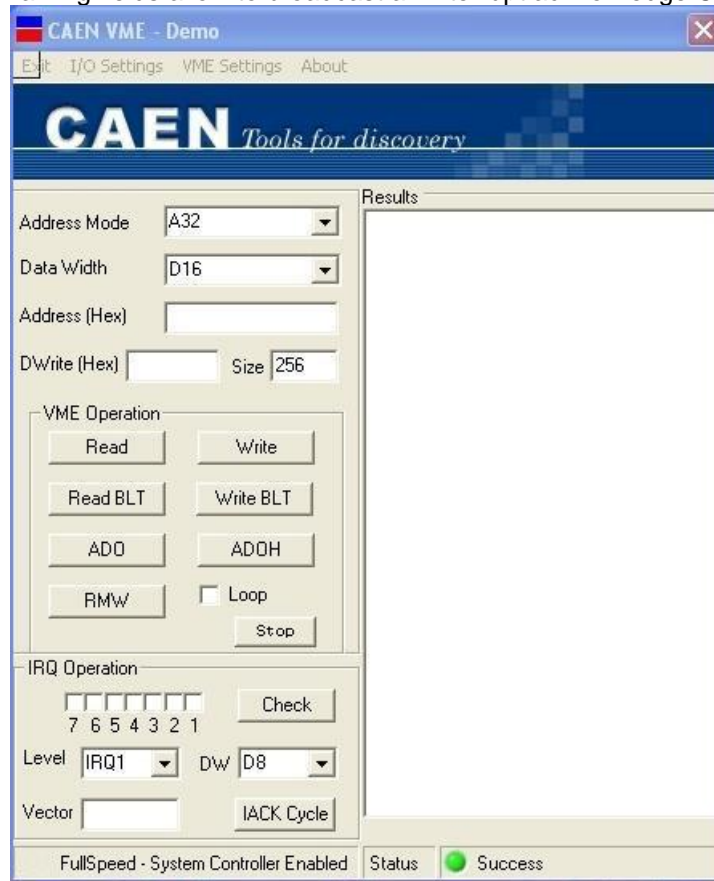 CAEN VME - Demo
Exit I/O Settings VME Settings About
CAEN Tools for discovery
Results
Address Mode A32
Data Width D16
Address (Hex)
DWrite (Hex) Size 256
VME Operation
Read Write
Read BLT Write BLT
ADO ADOH
RMW Loop
Stop
IRQ Operation
Check
7 6 5 4 3 2 1
Level IRQ1 DW D8
Vector IACK Cycle
FullSpeed - System Controller Enabled Status Success